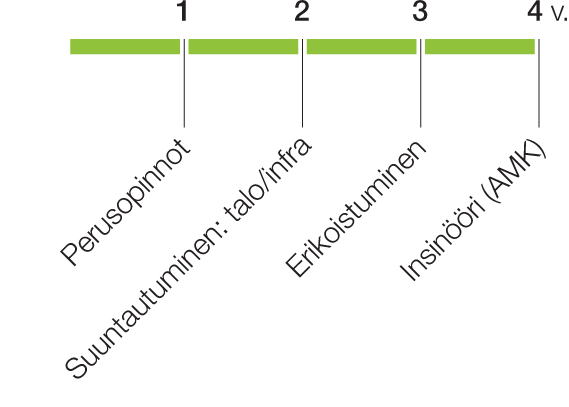 1 2 3 4 v.
Perusopinnot
Suuntautuminen: talo/infra
Erikoistuminen
Insinööri (AMK)